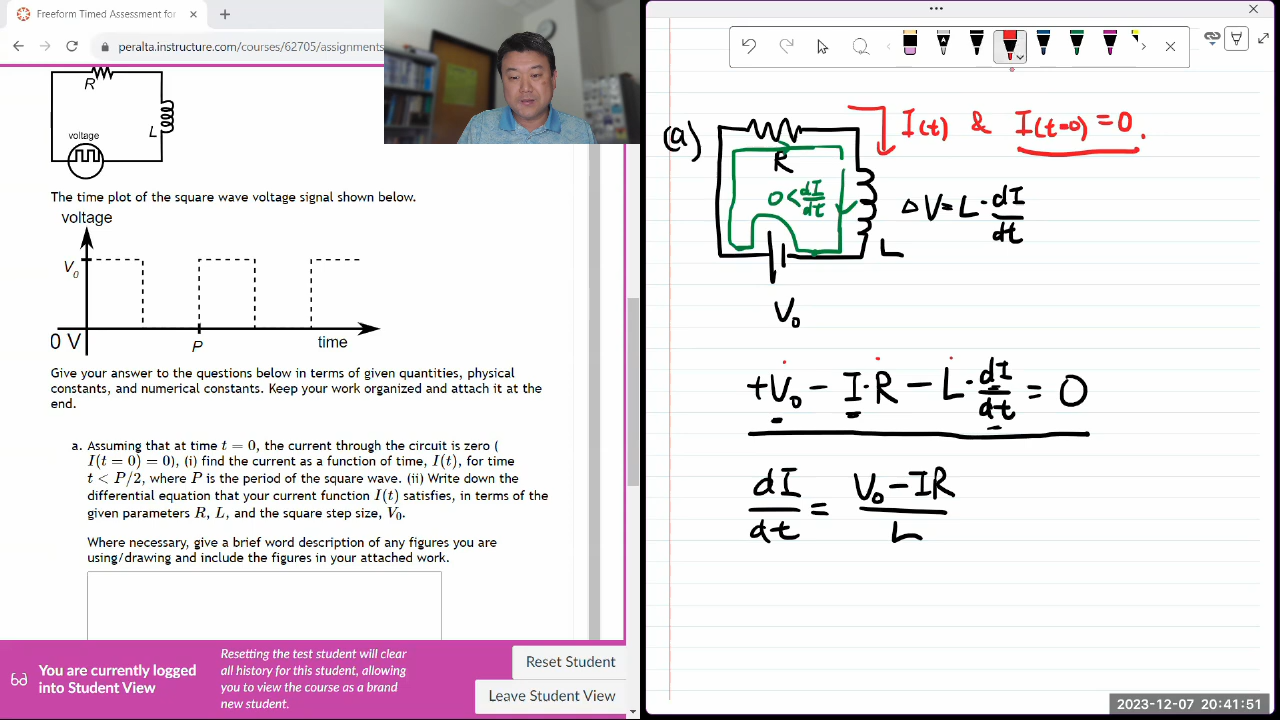 Freeform Timed Assessment for
peralta.instructure.com/courses/62705/assignments
R
voltage
L
The time plot of the square wave voltage signal shown below.
voltage
V₀
0 V
P
time
Give your answer to the questions below in terms of given quantities, physical
constants, and numerical constants. Keep your work organized and attach it at the
end.
a. Assuming that at time t = 0, the current through the circuit is zero (
I(t = 0) = 0), (i) find the current as a function of time, I(t), for time
t < P/2, where P is the period of the square wave. (ii) Write down the
differential equation that your current function I(t) satisfies, in terms of the
given parameters R, L, and the square step size, V₀.
Where necessary, give a brief word description of any figures you are
using/drawing and include the figures in your attached work.
You are currently logged
into Student View
Resetting the test student will clear
all history for this student, allowing
you to view the course as a brand
new student.
Reset Student
Leave Student View
(a)
I(t) & I(t=0) = 0.
R
0 < dI/dt
ΔV = L · dI/dt
L
V₀
+V₀ − I·R − L · dI/dt = 0
dI/dt = (V₀ − IR)/L
2023-12-07 20:41:51